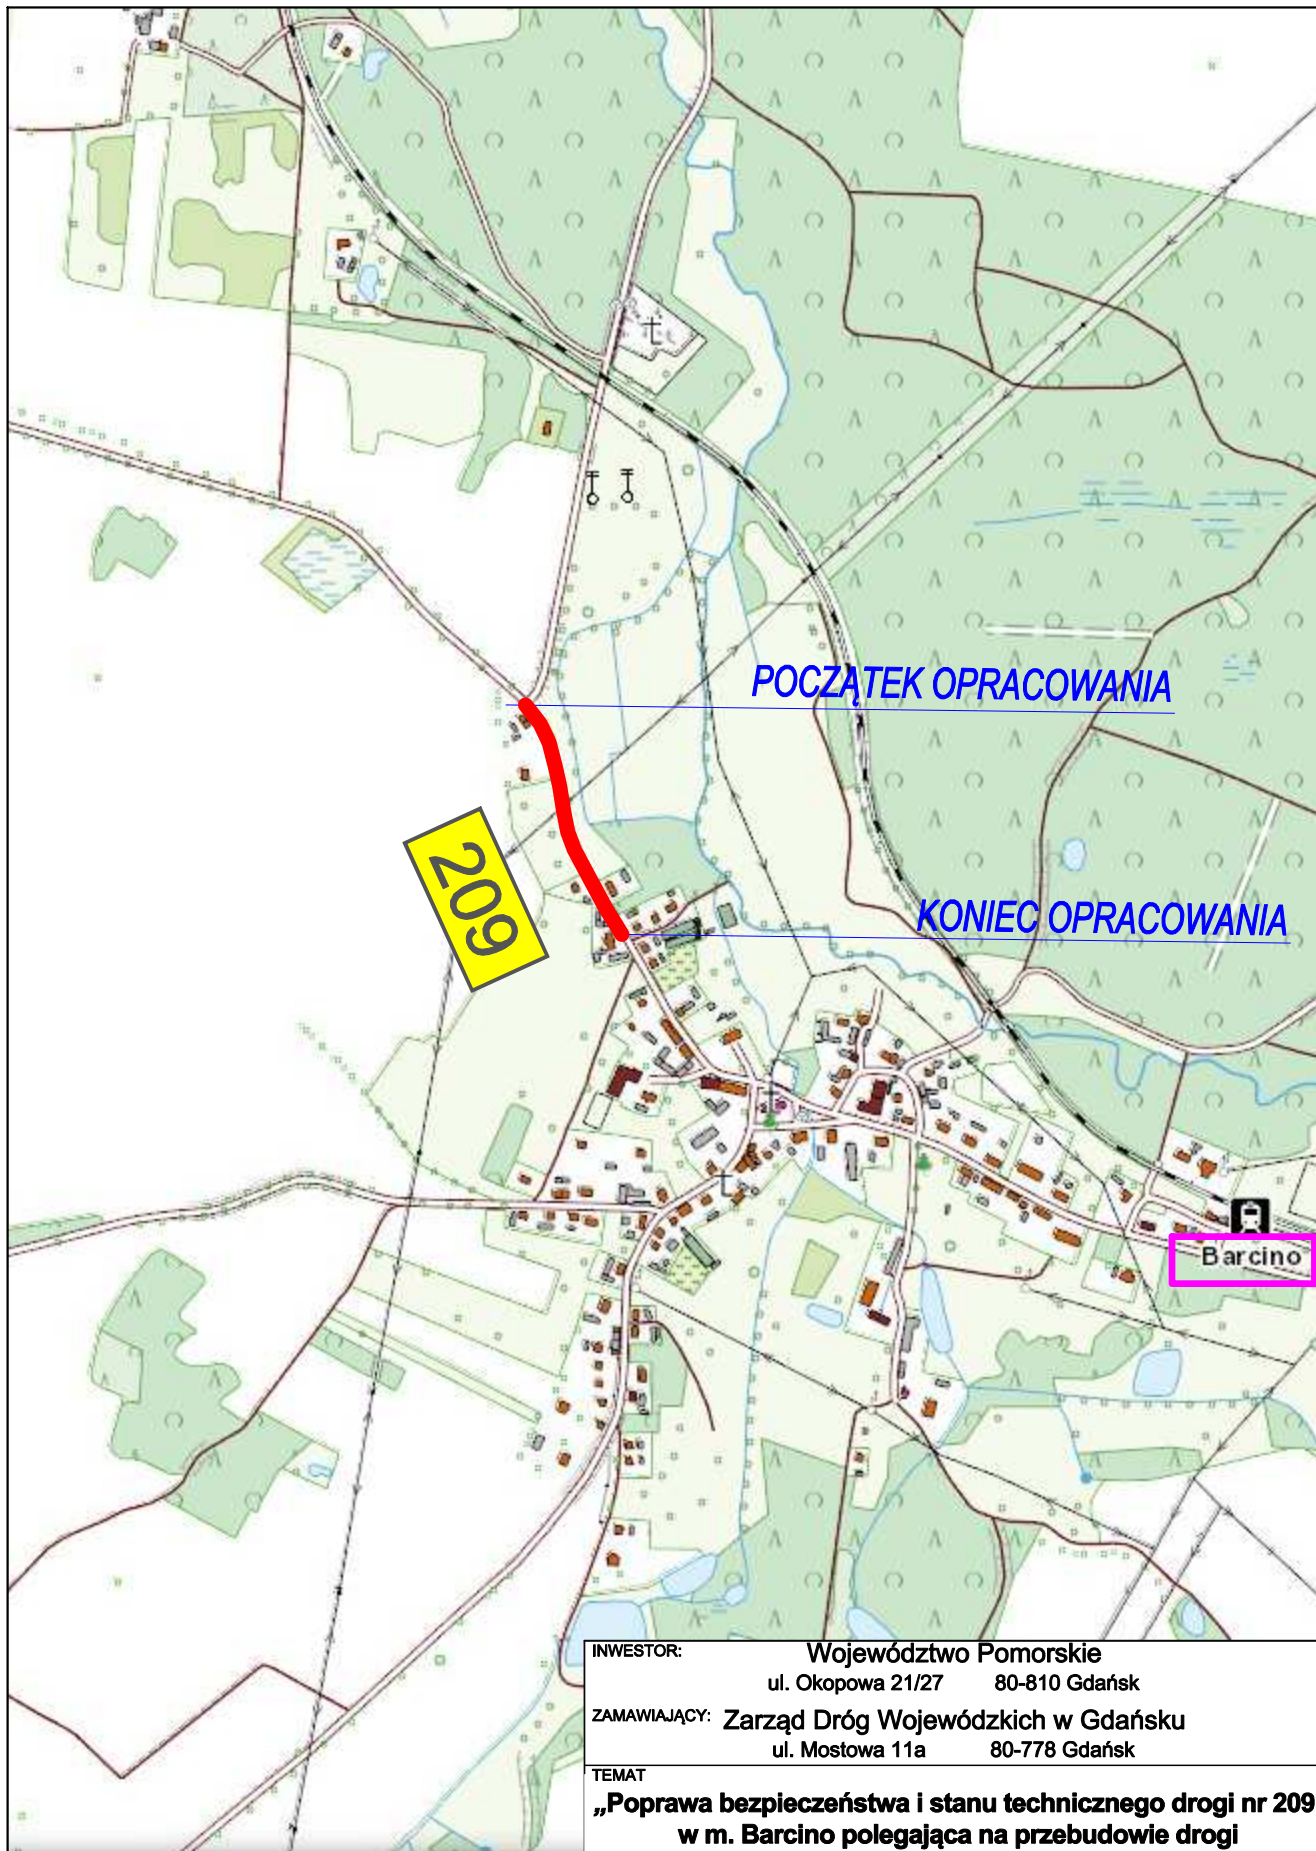 POCZĄTEK OPRACOWANIA
209
KONIEC OPRACOWANIA
Barcino
INWESTOR: Województwo Pomorskie
ul. Okopowa 21/27 80-810 Gdańsk
ZAMAWIAJĄCY: Zarząd Dróg Wojewódzkich w Gdańsku
ul. Mostowa 11a 80-778 Gdańsk
TEMAT
„Poprawa bezpieczeństwa i stanu technicznego drogi nr 209
w m. Barcino polegająca na przebudowie drogi